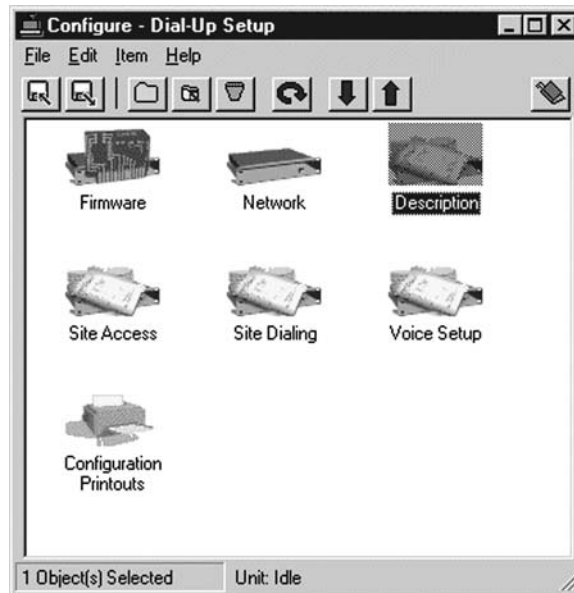 Configure - Dial-Up Setup
File Edit Item Help
Firmware Network Description
Site Access Site Dialing Voice Setup
Configuration
Printouts
1 Object(s) Selected Unit: Idle